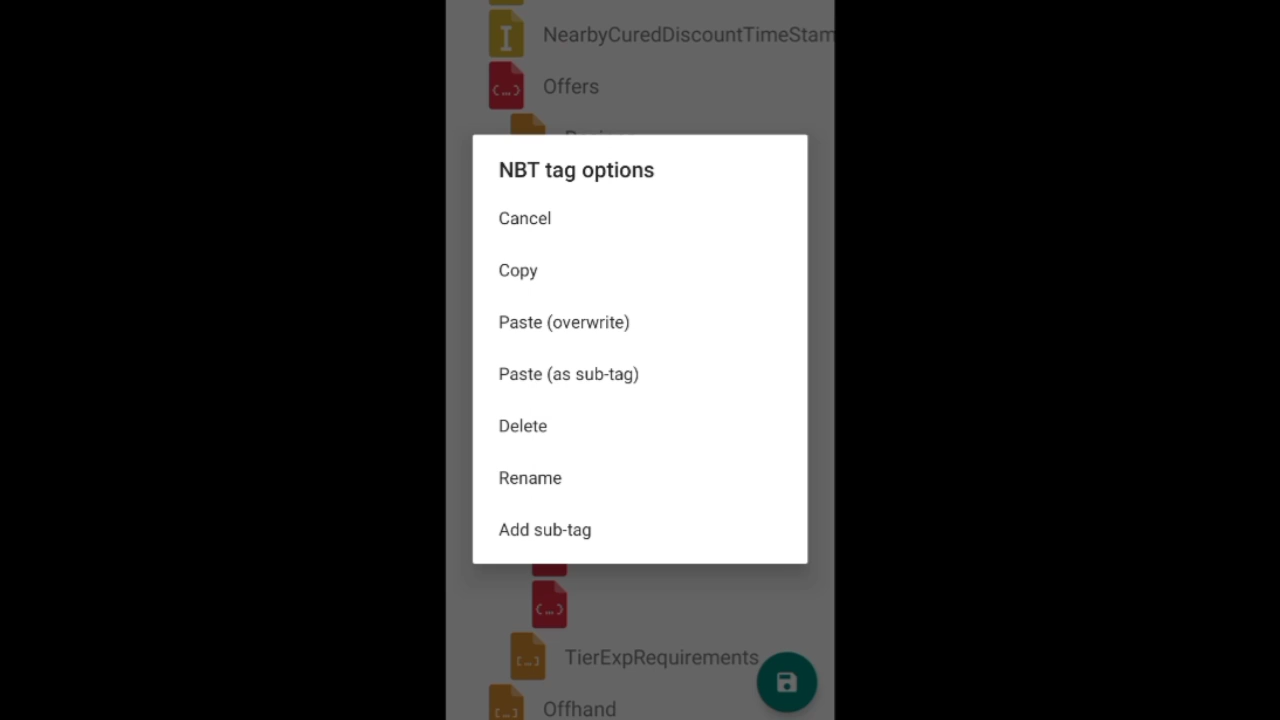 NearbyCuredDiscountTimeStam
Offers
NBT tag options
Cancel
Copy
Paste (overwrite)
Paste (as sub-tag)
Delete
Rename
Add sub-tag
TierExpRequirements
Offhand